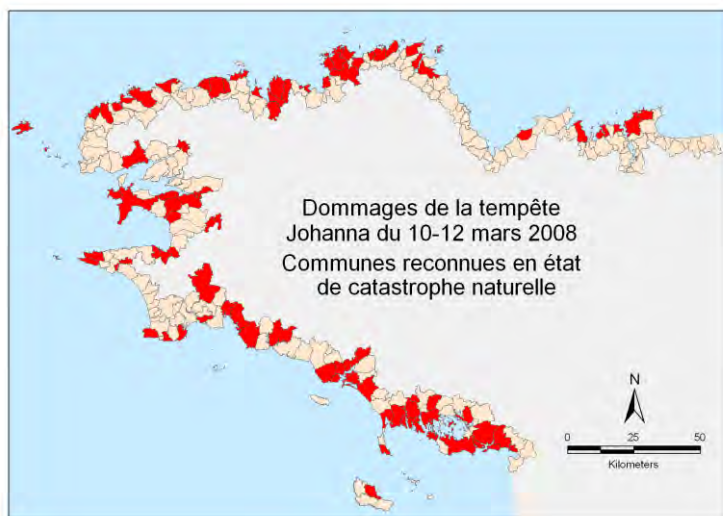 Dommages de la tempête
Johanna du 10-12 mars 2008
Communes reconnues en état
de catastrophe naturelle
N
0 25 50
Kilometers